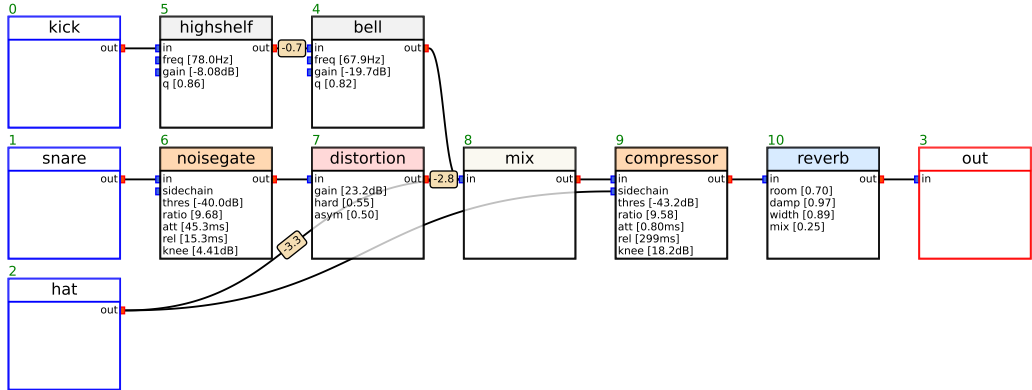 0
kick
out
5
highshelf
in out
freq [78.0Hz]
gain [-8.08dB]
q [0.86]
-0.7
4
bell
in out
freq [67.9Hz]
gain [-19.7dB]
q [0.82]
1
snare
out
6
noisegate
in out
sidechain
thres [-40.0dB]
ratio [9.68]
att [45.3ms]
rel [15.3ms]
knee [4.41dB]
7
distortion
in out
gain [23.2dB]
hard [0.55]
asym [0.50]
-2.8
8
mix
in out
9
compressor
in out
sidechain
thres [-43.2dB]
ratio [9.58]
att [0.80ms]
rel [299ms]
knee [18.2dB]
10
reverb
in out
room [0.70]
damp [0.97]
width [0.89]
mix [0.25]
3
out
in
-3.3
2
hat
out